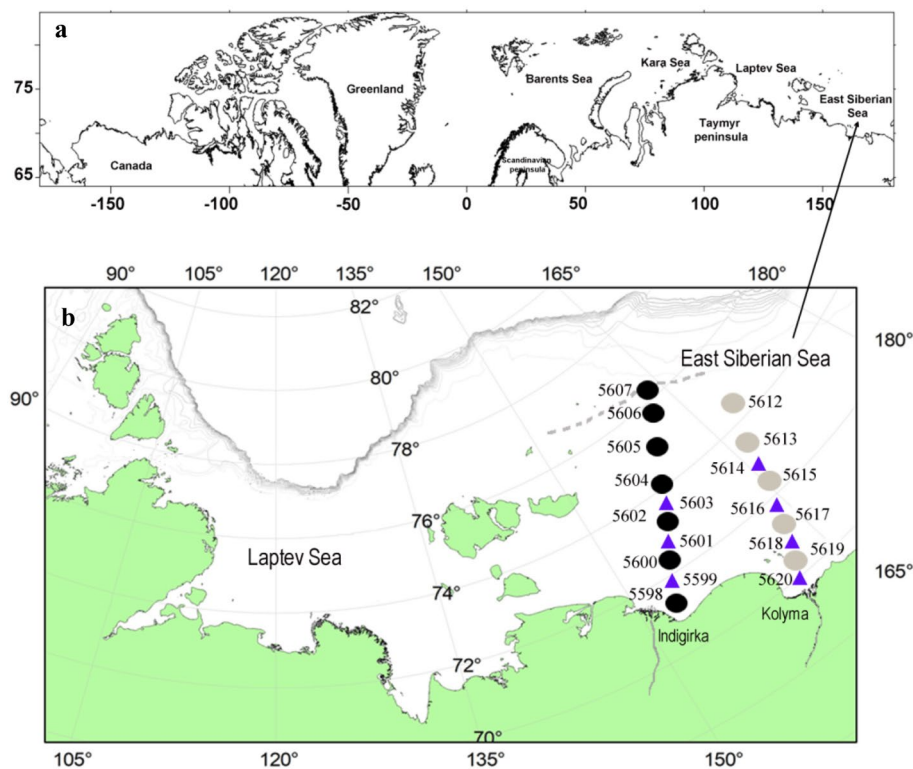 a
75
65
Greenland
Canada
Barents Sea
Kara Sea
Laptev Sea
East Siberian
Sea
Taymyr
peninsula
Scandinavian
peninsula
-150
-100
-50
0
50
100
150
90° 105° 120° 135° 150° 165° 180°
b
82°
80°
78°
76°
74°
72°
70°
90°
180°
165°
East Siberian Sea
Laptev Sea
5607
5606
5605
5604
5603
5602
5601
5600
5599
5598
Indigirka
5612
5613
5614
5615
5616
5617
5618
5619
5620
Kolyma
105° 120° 135° 150°